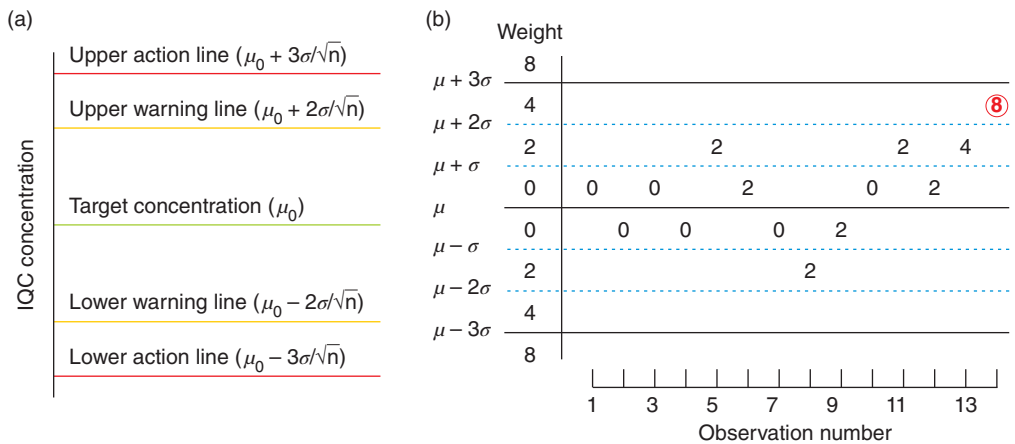 (a)
IQC concentration
Upper action line (μ₀ + 3σ/√n)
Upper warning line (μ₀ + 2σ/√n)
Target concentration (μ₀)
Lower warning line (μ₀ − 2σ/√n)
Lower action line (μ₀ − 3σ/√n)
(b)
Weight
8
μ + 3σ
4 8
μ + 2σ
2 2 2 4
μ + σ
0 0 0 2 0 2
μ
0 0 0 0 2
μ − σ
2 2
μ − 2σ
4
μ − 3σ
8
1 3 5 7 9 11 13
Observation number